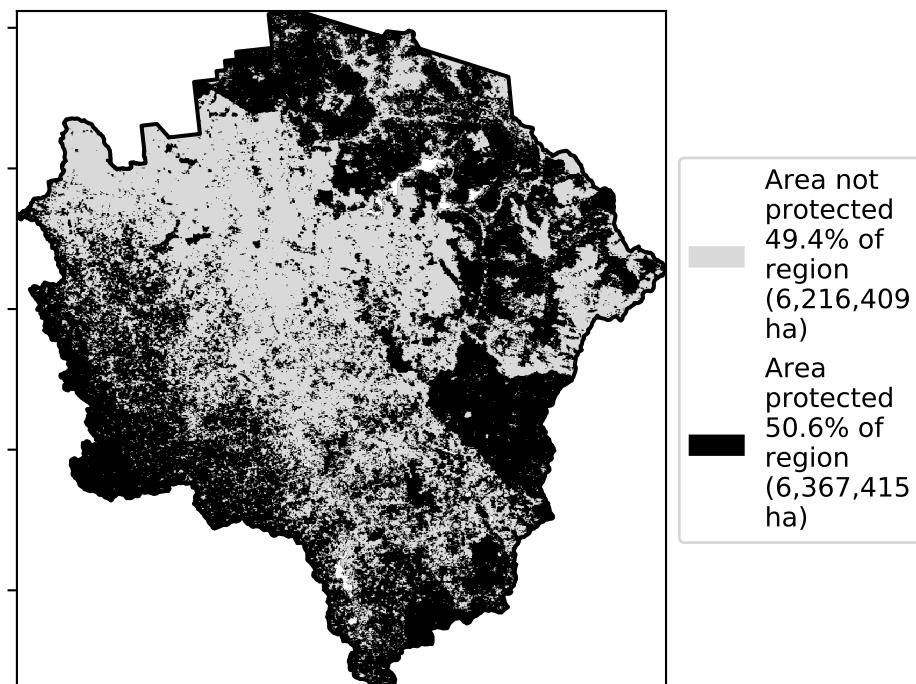 Area not
protected
49.4% of
region
(6,216,409
ha)
Area
protected
50.6% of
region
(6,367,415
ha)